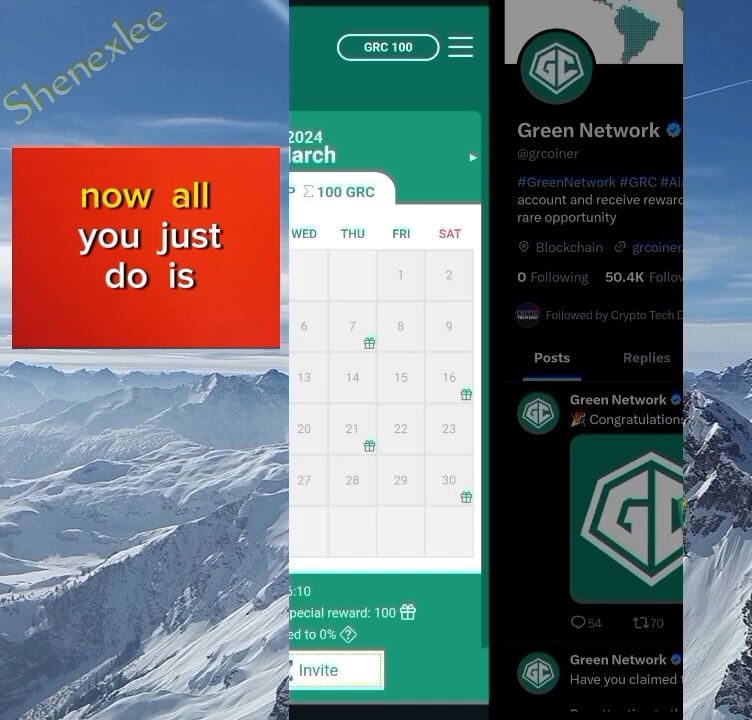 Shenexlee
now all
you just
do is
GRC 100
2024
arch
100 GRC
WED THU FRI SAT
1 2
6 7 8 9
13 14 15 16
20 21 22 23
27 28 29 30
:10
pecial reward: 100
ed to 0%
Invite
GC
Green Network
@grcoiner
#GreenNetwork #GRC #Ai
account and receive reward
rare opportunity
Blockchain grcoiner.
0 Following 50.4K Follow
Followed by Crypto Tech D
Posts Replies
Green Network
Congratulations
GC
54 70
Green Network
Have you claimed